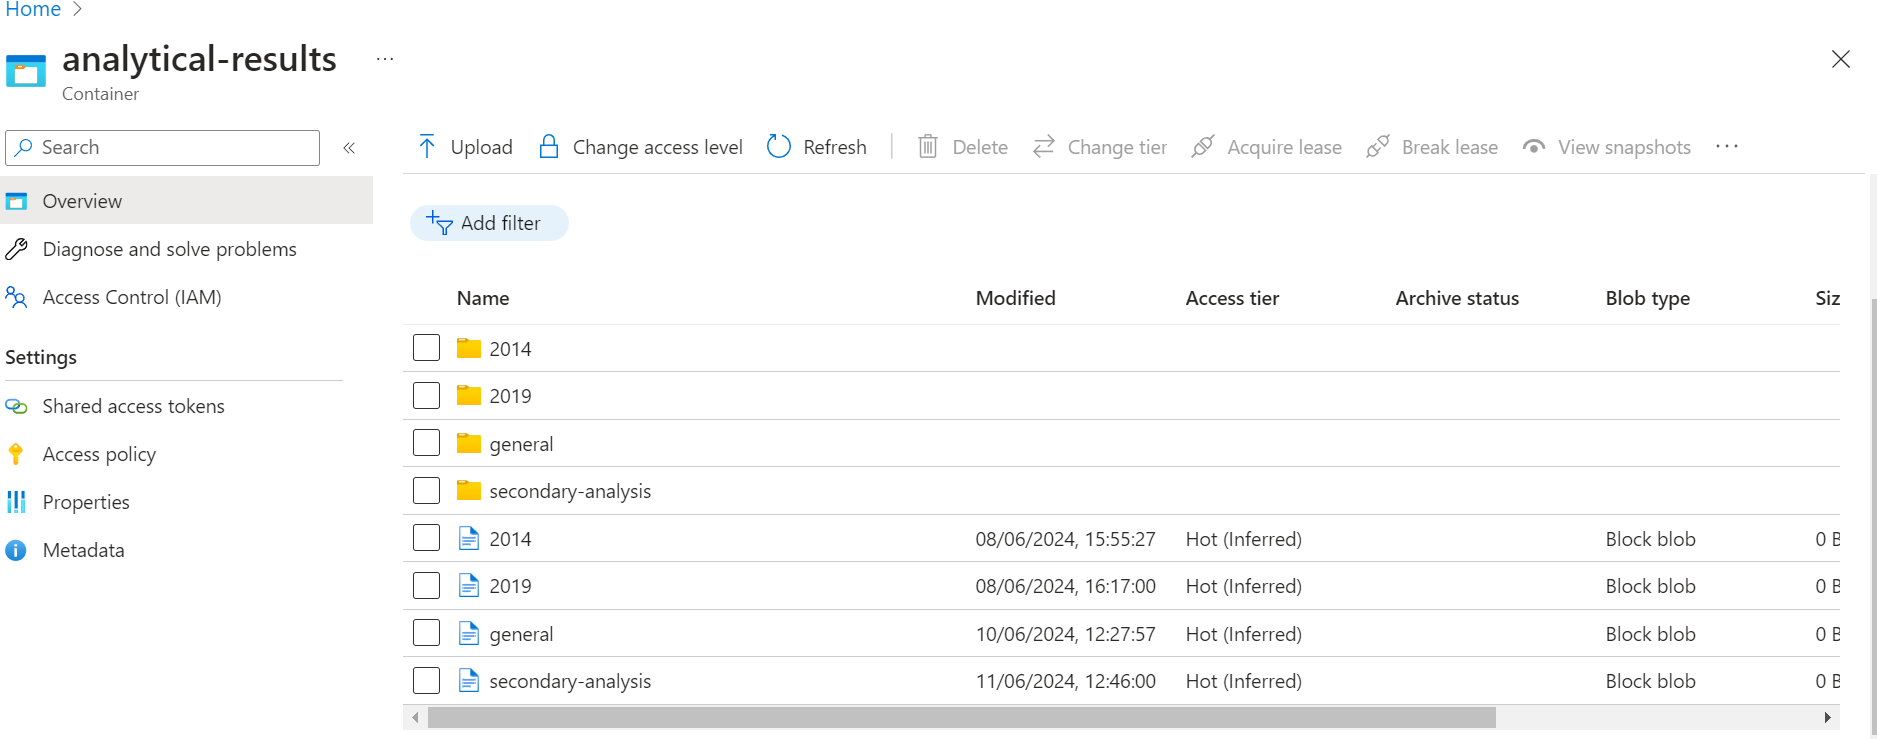 Home
analytical-results ...
Container
Search
Overview
Diagnose and solve problems
Access Control (IAM)
Settings
Shared access tokens
Access policy
Properties
Metadata
Upload Change access level Refresh Delete Change tier Acquire lease Break lease View snapshots ...
Add filter
Name Modified Access tier Archive status Blob type Siz
2014
2019
general
secondary-analysis
2014 08/06/2024, 15:55:27 Hot (Inferred) Block blob 0 B
2019 08/06/2024, 16:17:00 Hot (Inferred) Block blob 0 B
general 10/06/2024, 12:27:57 Hot (Inferred) Block blob 0 B
secondary-analysis 11/06/2024, 12:46:00 Hot (Inferred) Block blob 0 B